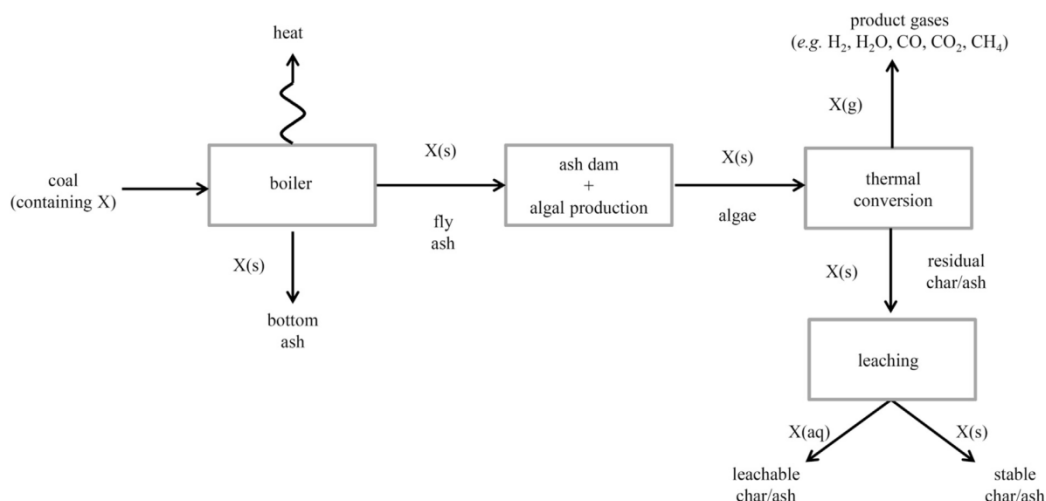 heat
product gases
(e.g. H₂, H₂O, CO, CO₂, CH₄)
X(g)
coal
(containing X)
boiler
X(s)
fly
ash
ash dam
+
algal production
X(s)
algae
thermal
conversion
X(s)
bottom
ash
X(s)
residual
char/ash
leaching
X(aq)
X(s)
leachable
char/ash
stable
char/ash